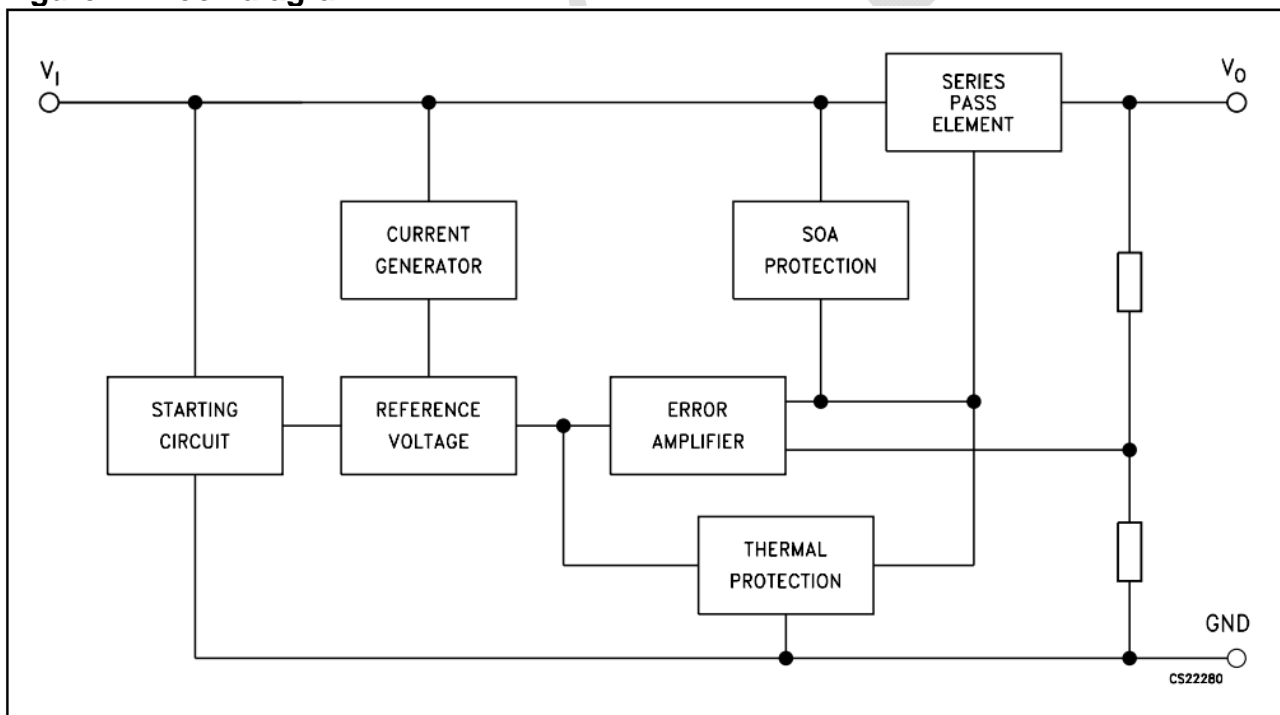 V_I
V_O
SERIES
PASS
ELEMENT
CURRENT
GENERATOR
SOA
PROTECTION
STARTING
CIRCUIT
REFERENCE
VOLTAGE
ERROR
AMPLIFIER
THERMAL
PROTECTION
GND
CS22280